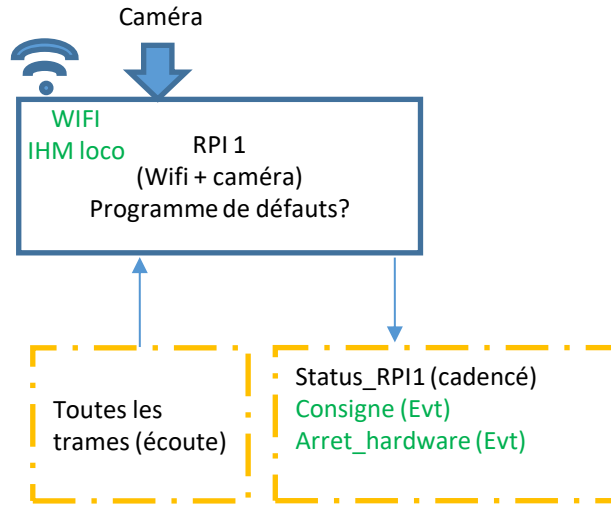 Caméra
WIFI
IHM loco
RPI 1
(Wifi + caméra)
Programme de défauts?
Toutes les
trames (écoute)
Status_RPI1 (cadencé)
Consigne (Evt)
Arret_hardware (Evt)